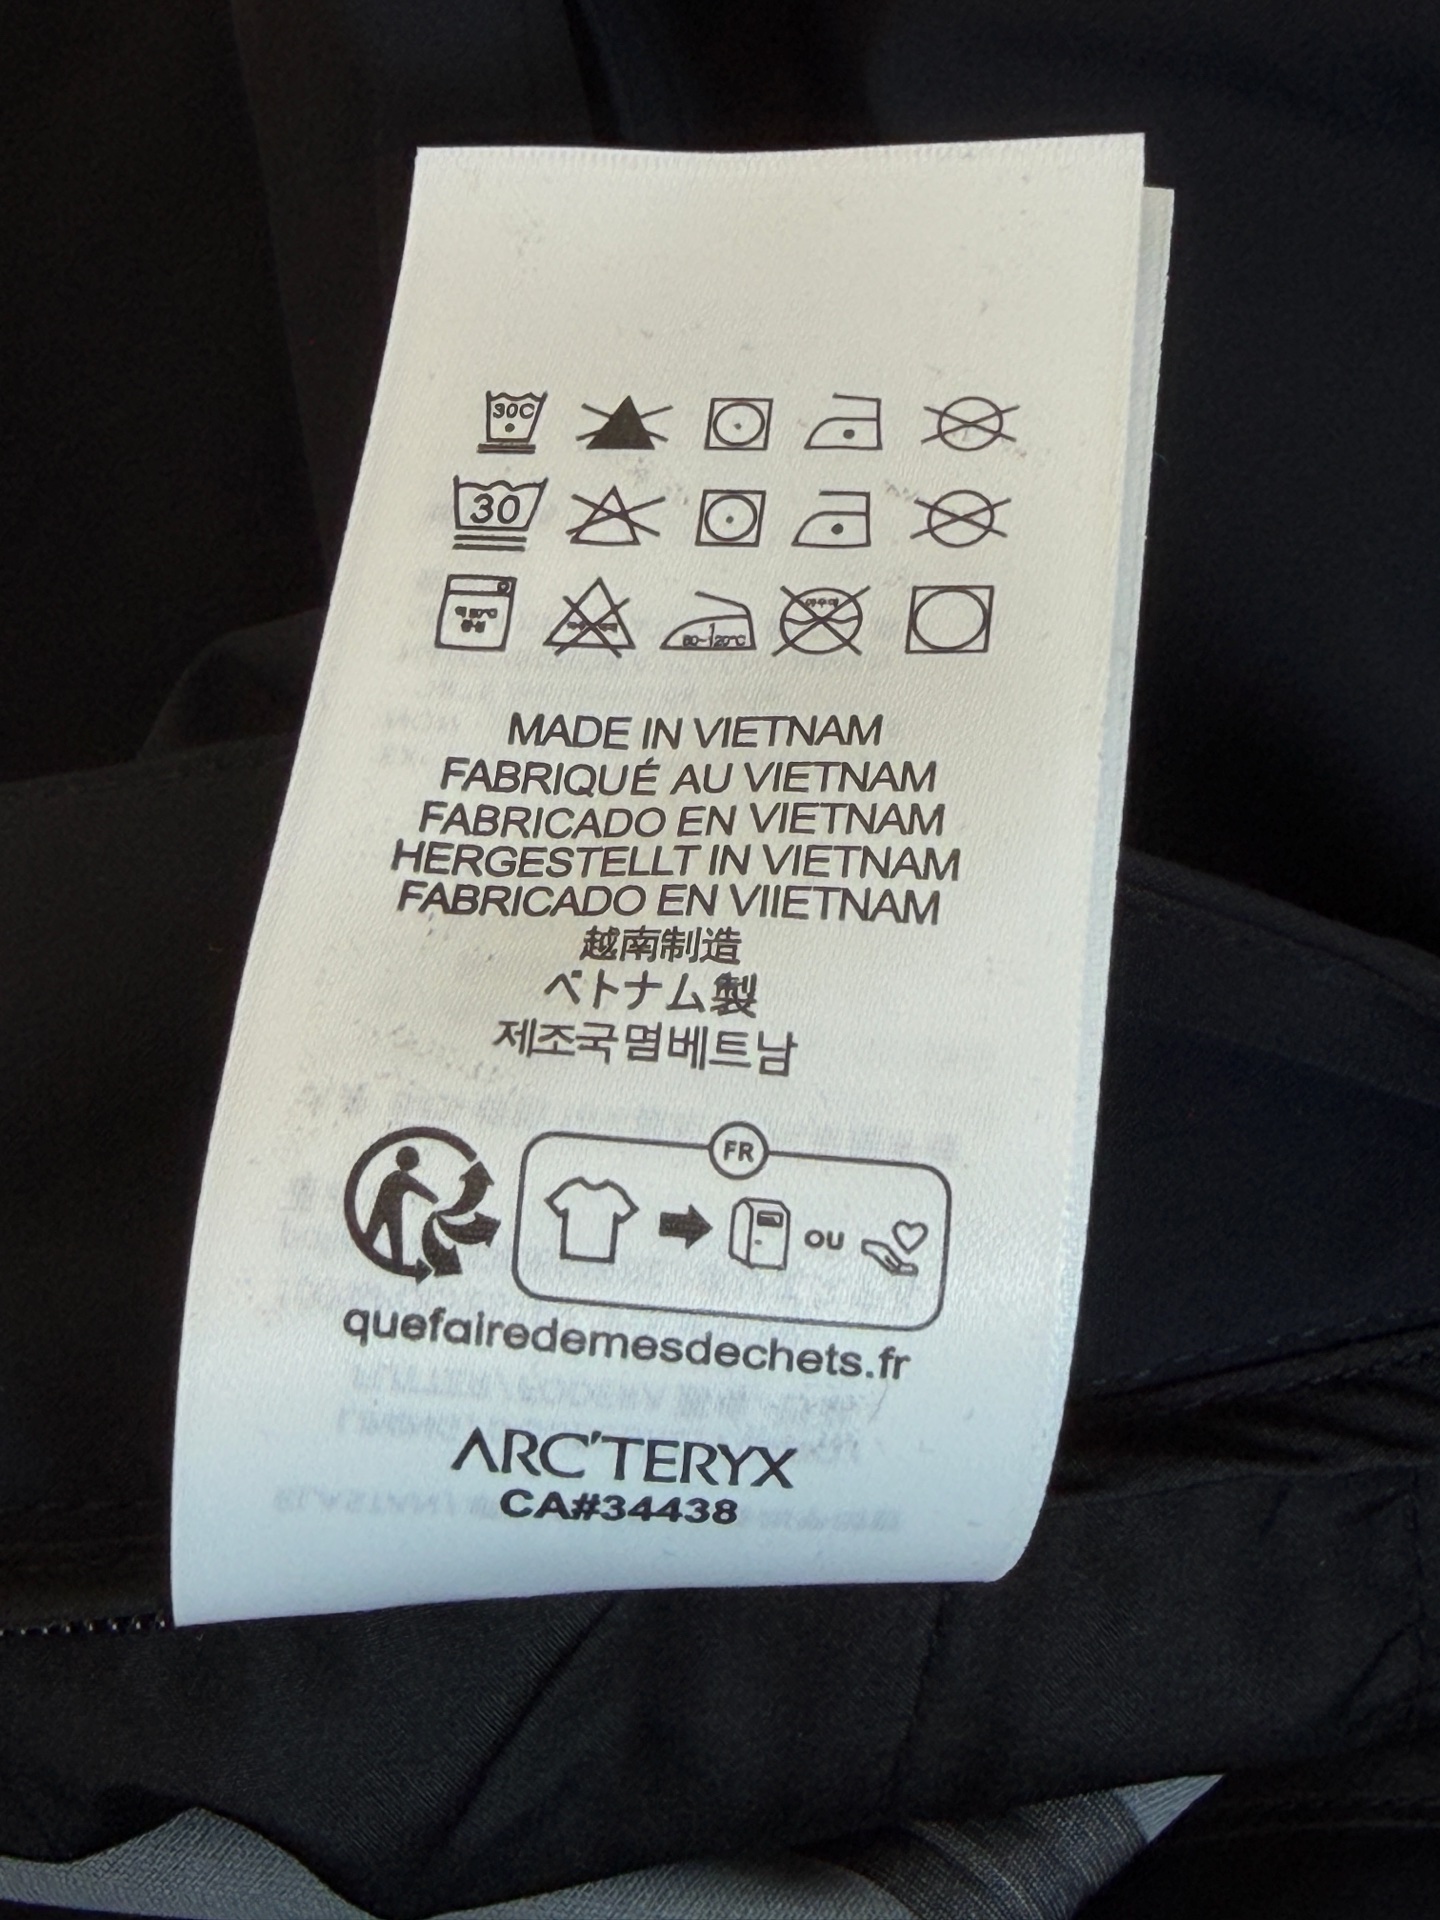 30C
30
80~120℃
MADE IN VIETNAM
FABRIQUÉ AU VIETNAM
FABRICADO EN VIETNAM
HERGESTELLT IN VIETNAM
FABRICADO EN VIIETNAM
越南制造
ベトナム製
제조국명베트남
FR
ou
quefairedemesdechets.fr
ARC'TERYX
CA#34438